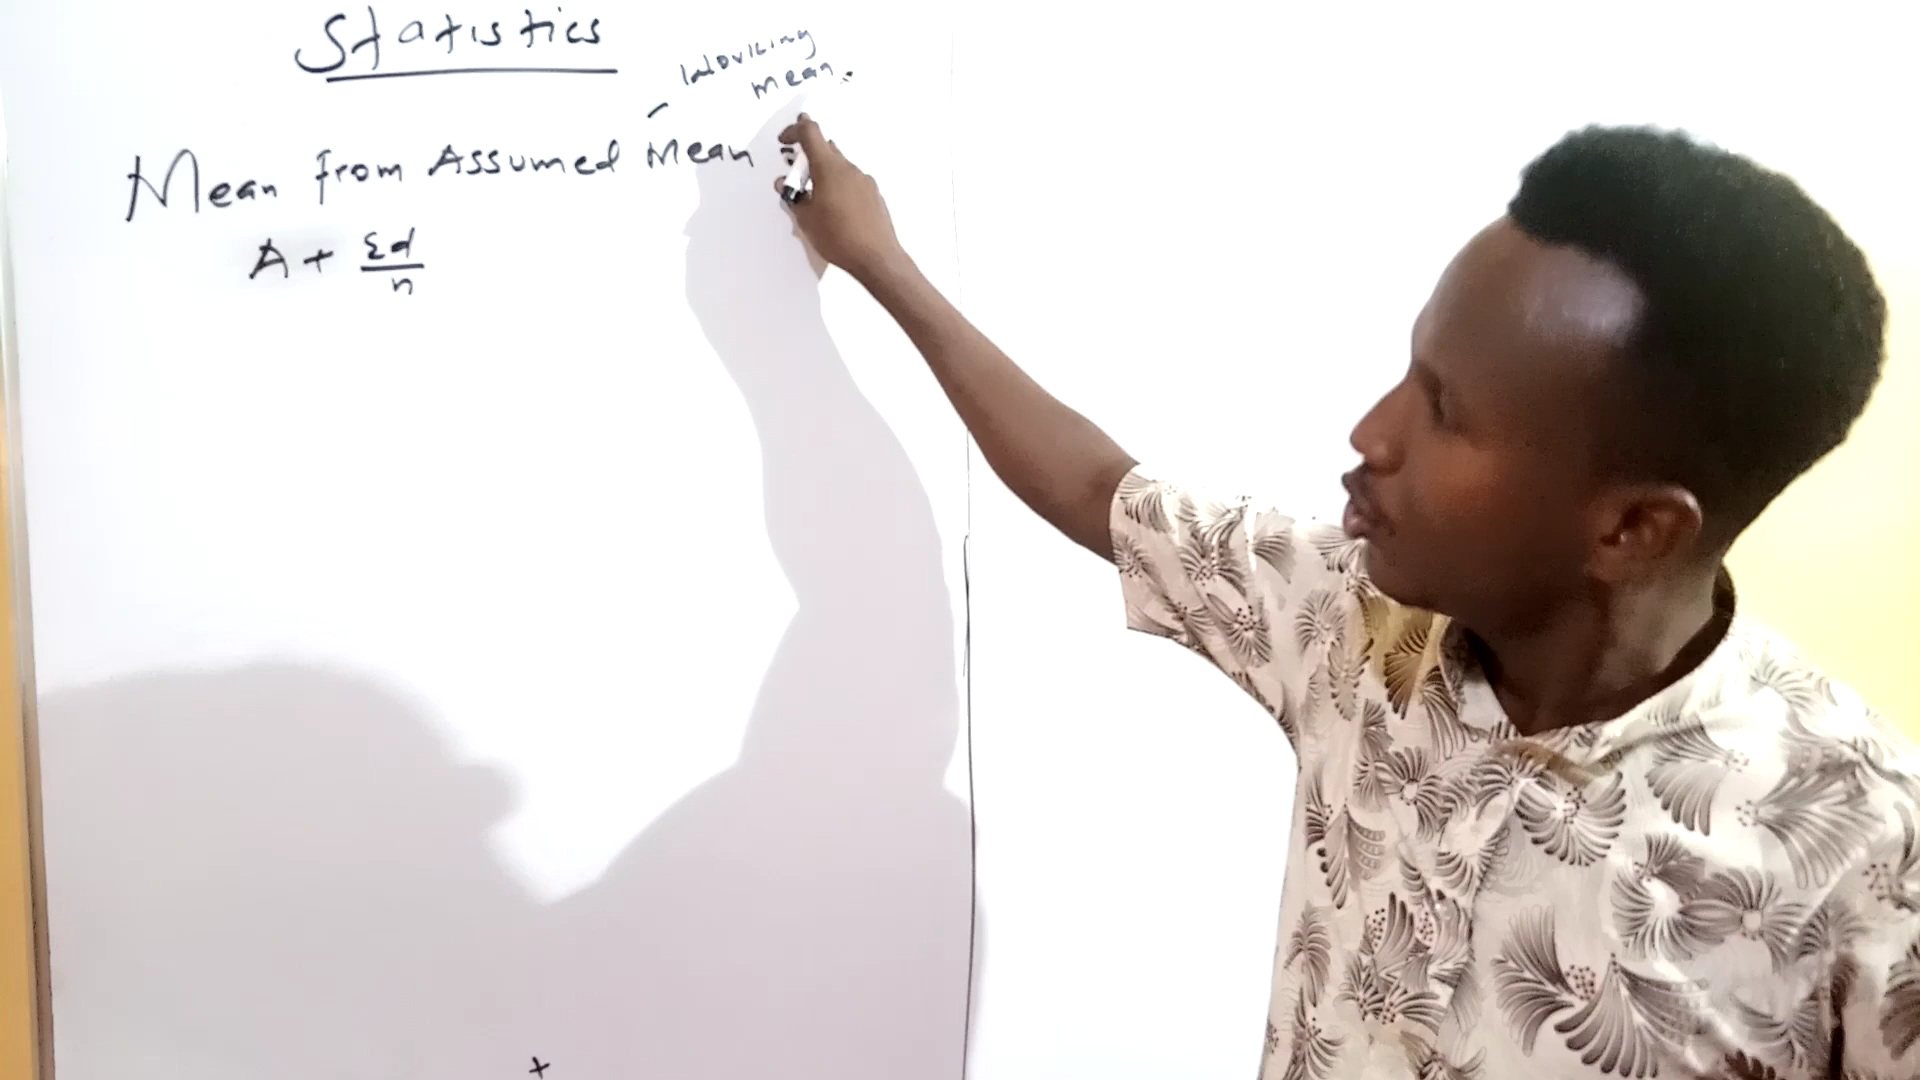 Statistics
Working
mean.
Mean from Assumed Mean =
A + Σd/n
+